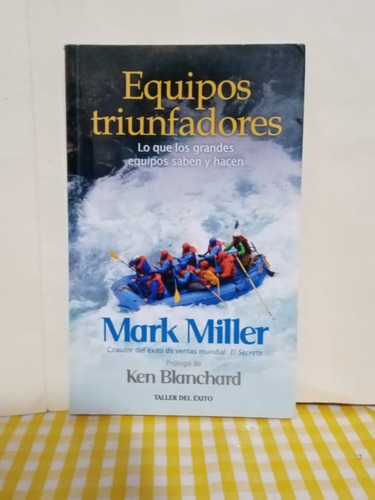 Equipos
triunfadores
Lo que los grandes
equipos saben y hacen
Mark Miller
Coautor del éxito de ventas mundial: El Secreto
Prólogo de
Ken Blanchard
TALLER DEL ÉXITO